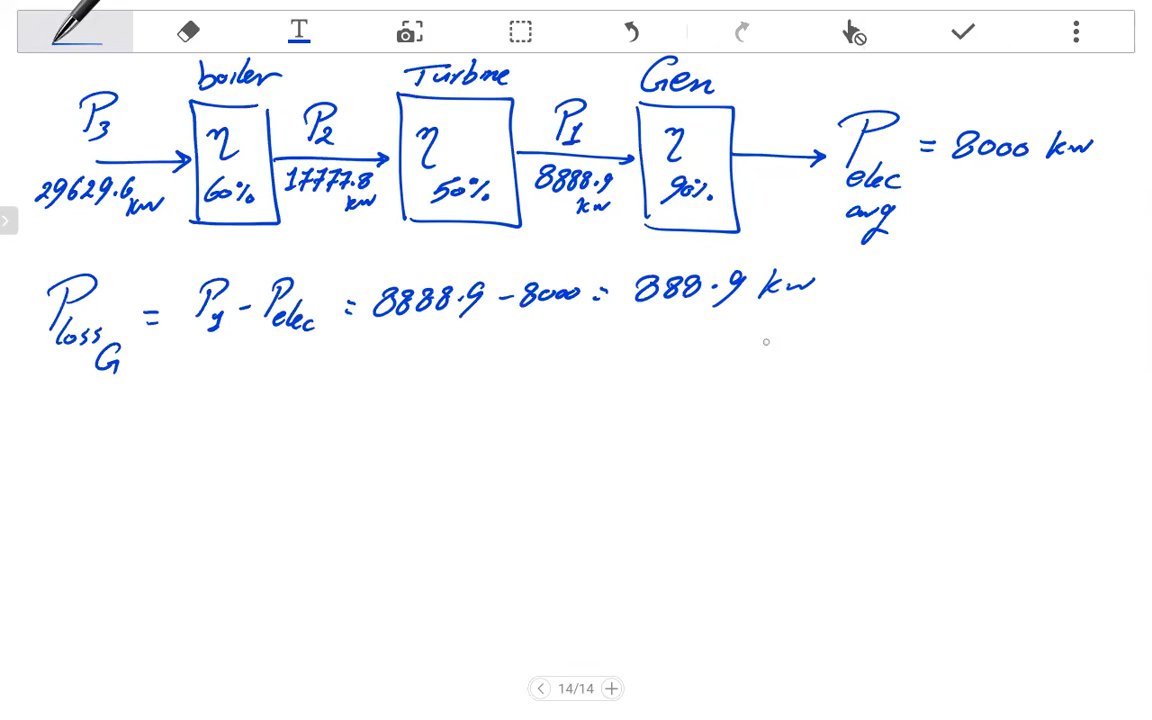 boiler Turbine Gen
P3 η P2 η P1 η P elec avg = 8000 kw
29629.6 kw 60% 17777.8 kw 50% 8888.9 kw 90%
P loss G = P1 - P elec = 8888.9 - 8000 = 888.9 kw
14/14